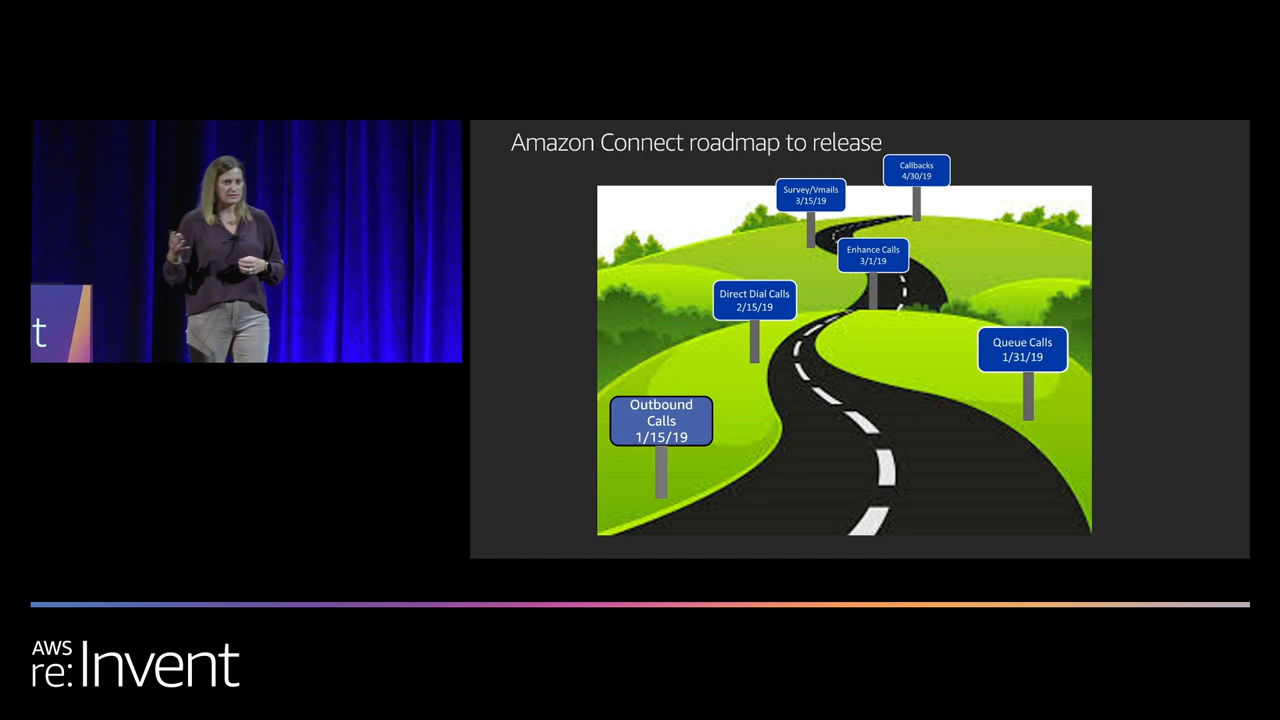 Amazon Connect roadmap to release
Callbacks
4/30/19
Survey/Vmails
3/15/19
Enhance Calls
3/1/19
Direct Dial Calls
2/15/19
Queue Calls
1/31/19
Outbound
Calls
1/15/19
t
AWS
re:Invent